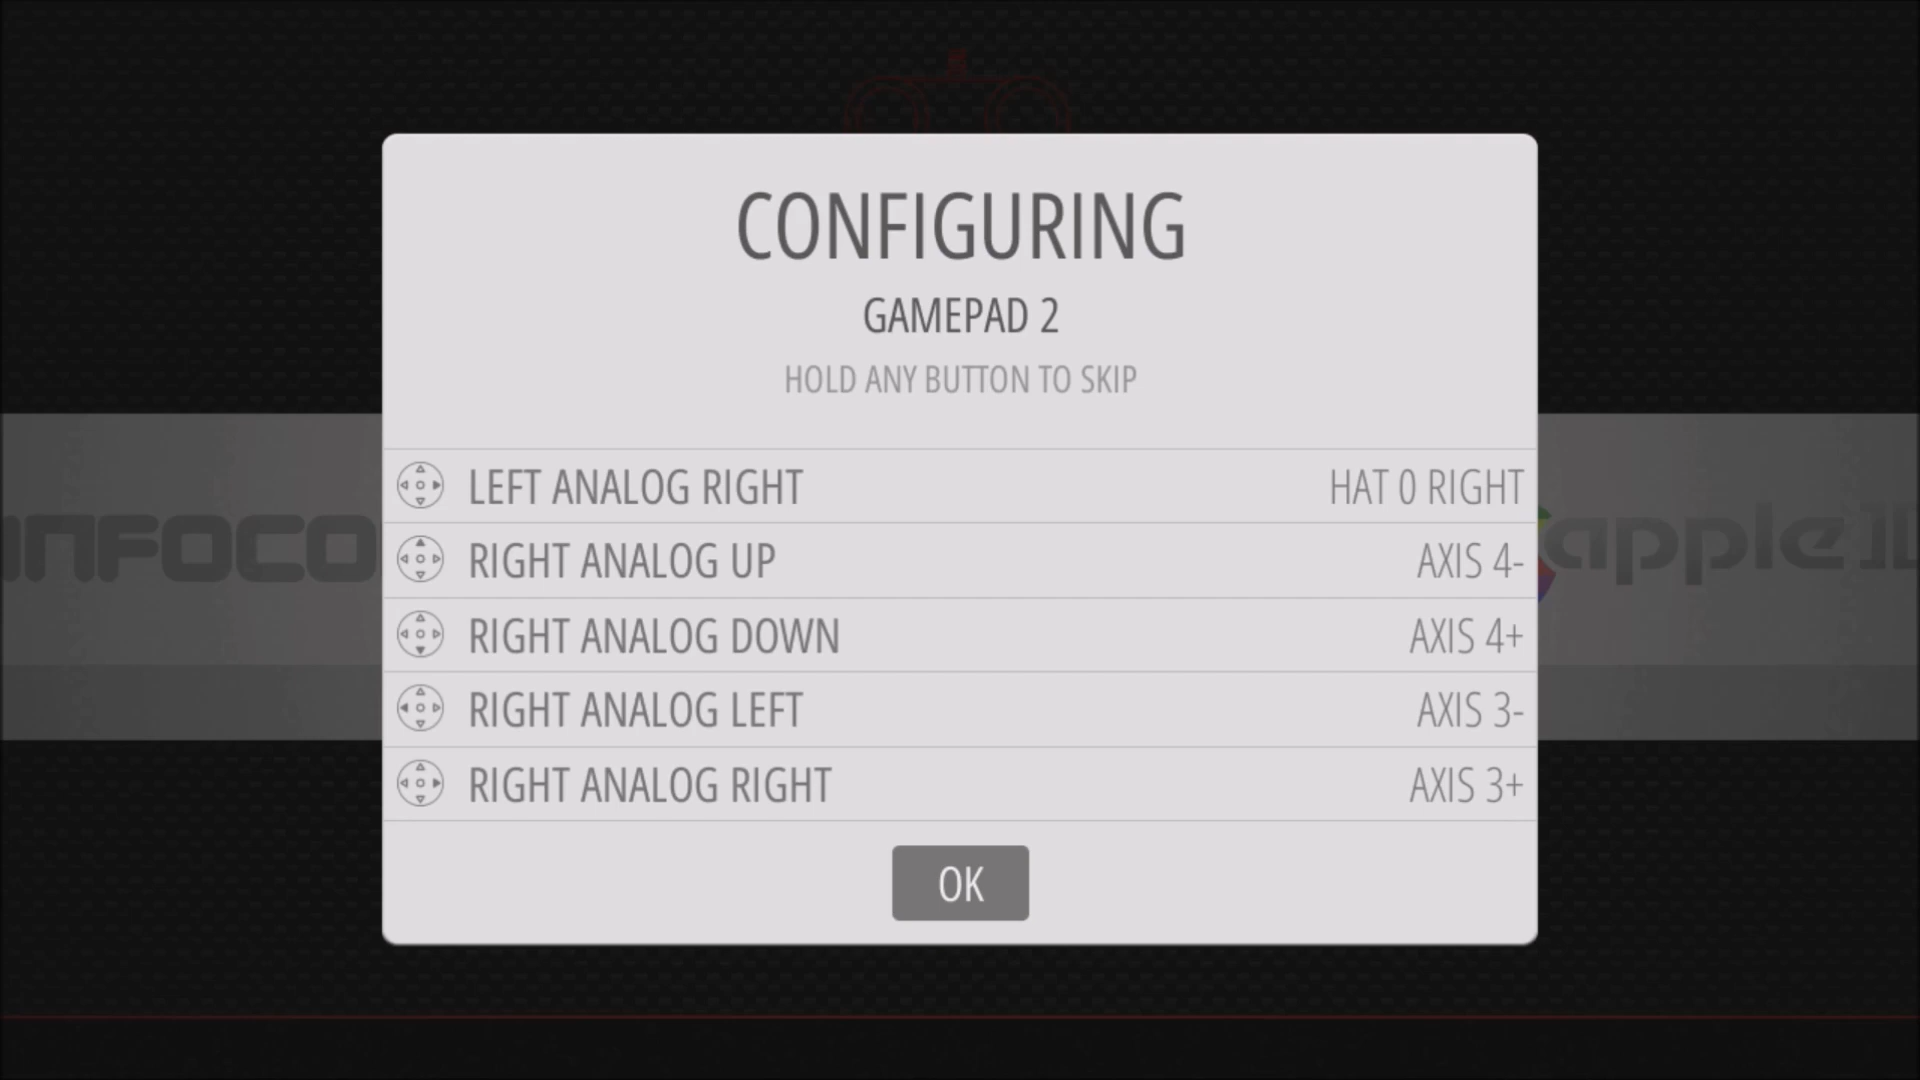 CONFIGURING
GAMEPAD 2
HOLD ANY BUTTON TO SKIP
LEFT ANALOG RIGHT HAT 0 RIGHT
RIGHT ANALOG UP AXIS 4-
RIGHT ANALOG DOWN AXIS 4+
RIGHT ANALOG LEFT AXIS 3-
RIGHT ANALOG RIGHT AXIS 3+
OK
apple